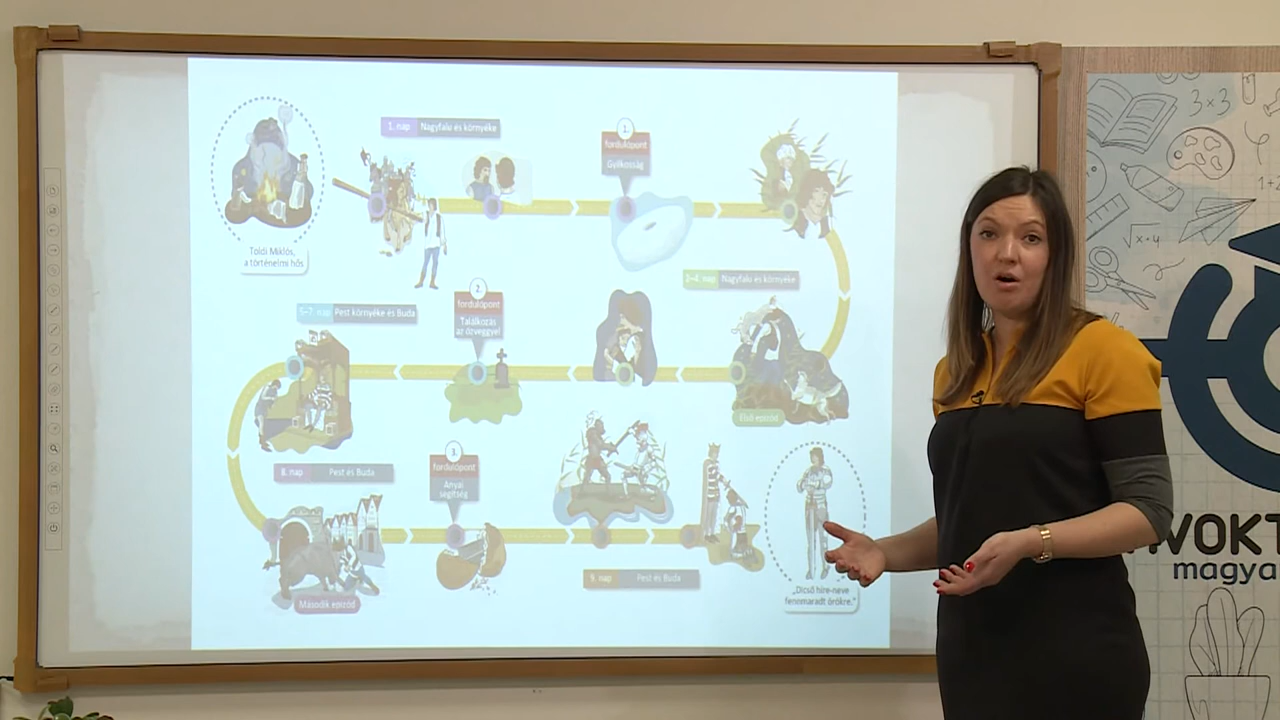 1. nap Nagyfalu és környéke
1.
fordulópont
Gyilkosság
Toldi Miklós,
a történelmi hős
2–4. nap Nagyfalu és környéke
2.
fordulópont
Találkozás
az özveggyel
5–7. nap Pest környéke és Buda
Első epizód
8. nap Pest és Buda
3.
fordulópont
Anyai
segítség
Második epizód
9. nap Pest és Buda
„Dicső híre-neve
fennmaradt örökre."
3×3
√x+y
magya